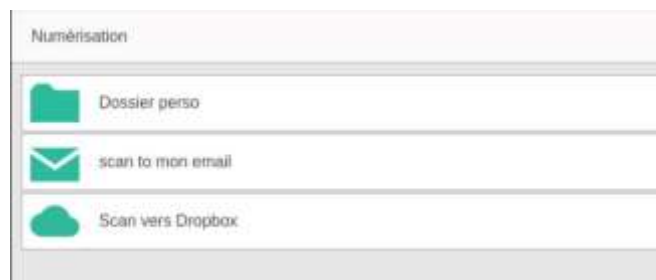 Numérisation
Dossier perso
scan to mon email
Scan vers Dropbox